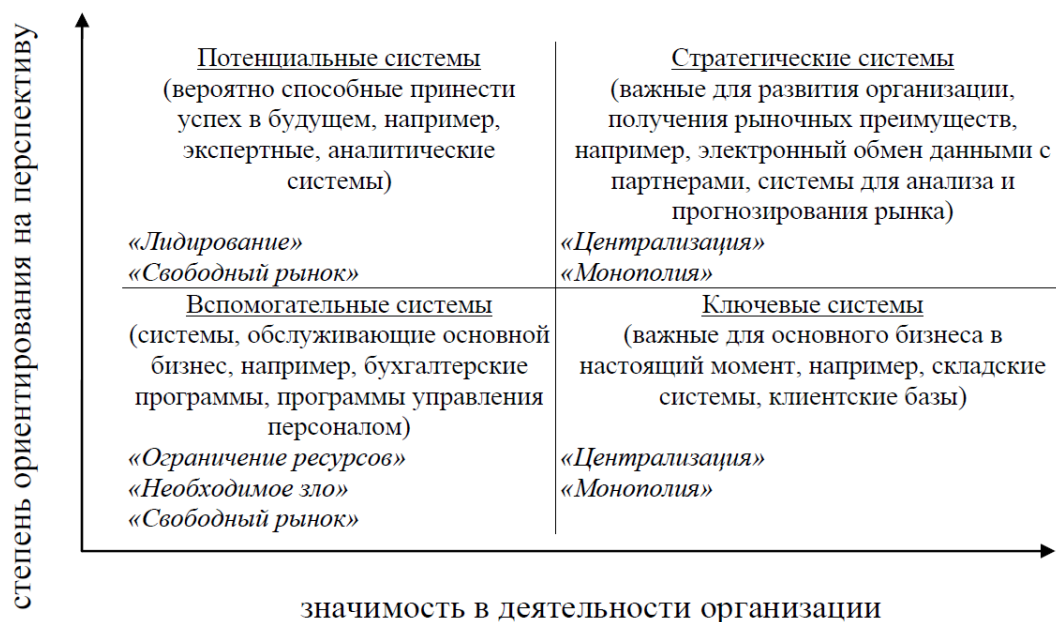 степень ориентирования на перспективу
Потенциальные системы
(вероятно способные принести
успех в будущем, например,
экспертные, аналитические
системы)
«Лидирование»
«Свободный рынок»
Стратегические системы
(важные для развития организации,
получения рыночных преимуществ,
например, электронный обмен данными с
партнерами, системы для анализа и
прогнозирования рынка)
«Централизация»
«Монополия»
Вспомогательные системы
(системы, обслуживающие основной
бизнес, например, бухгалтерские
программы, программы управления
персоналом)
«Ограничение ресурсов»
«Необходимое зло»
«Свободный рынок»
Ключевые системы
(важные для основного бизнеса в
настоящий момент, например, складские
системы, клиентские базы)
«Централизация»
«Монополия»
значимость в деятельности организации